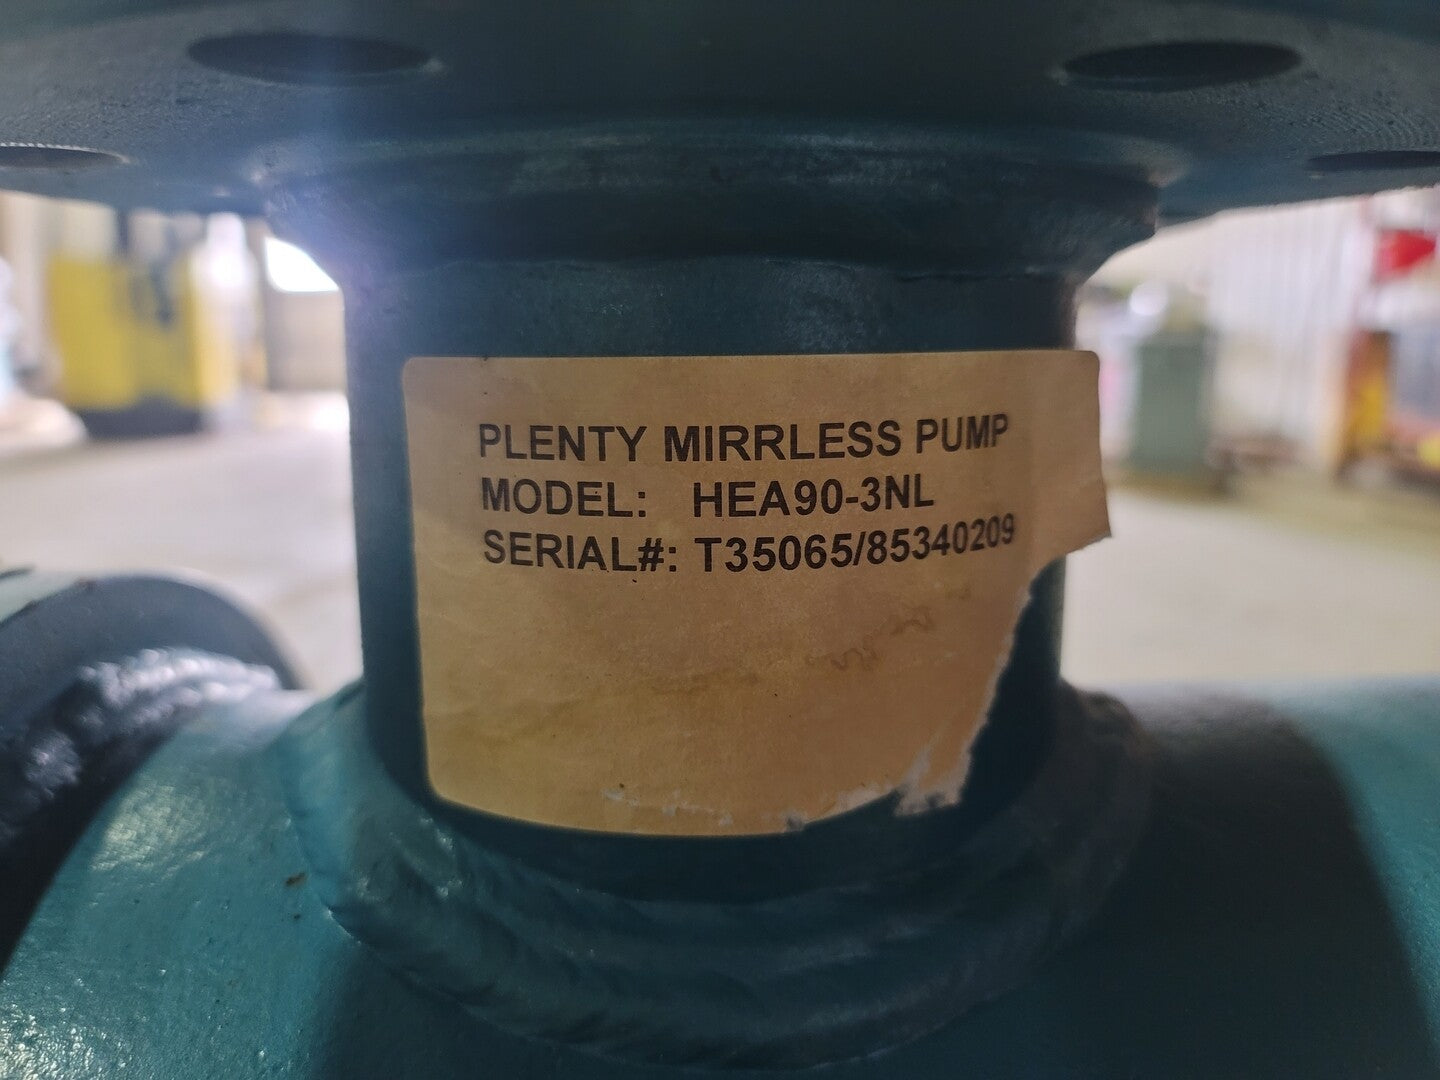 PLENTY MIRRLESS PUMP
MODEL: HEA90-3NL
SERIAL#: T35065/85340209